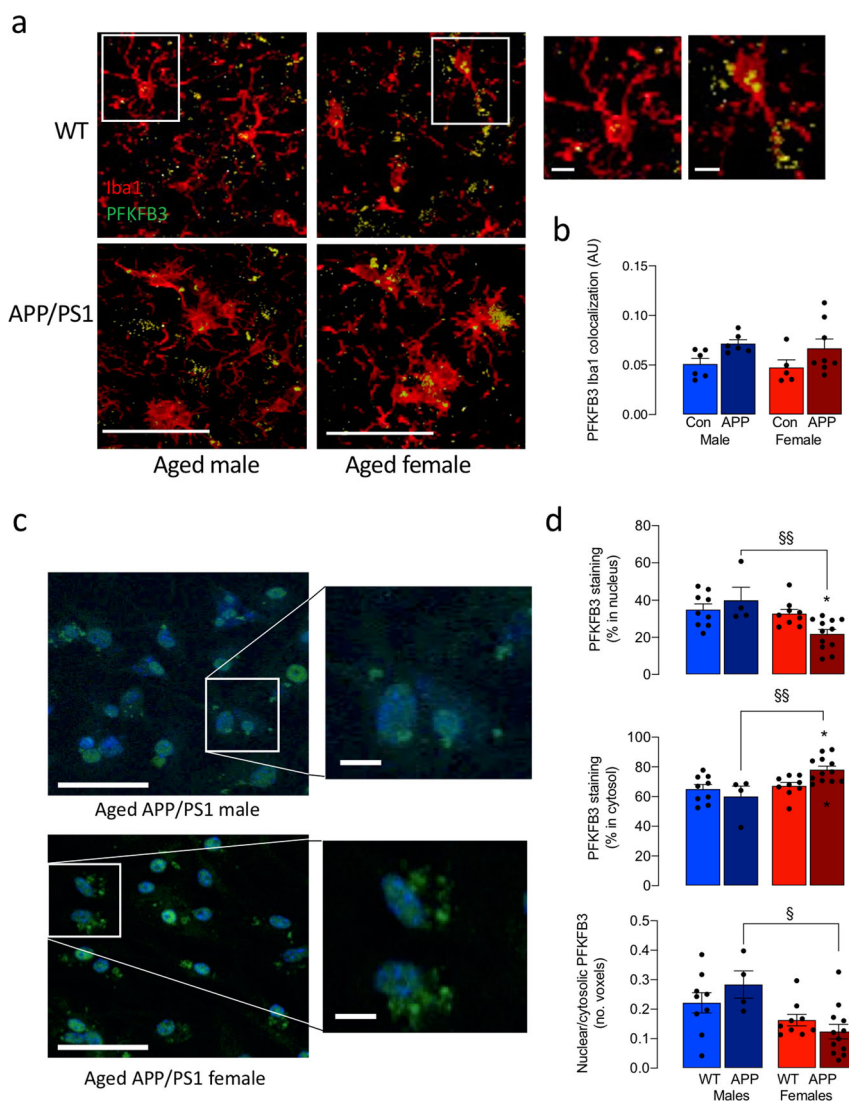 a
WT
Iba1
PFKFB3
APP/PS1
Aged male
Aged female
b
PFKFB3 Iba1 colocalization (AU)
0.15
0.10
0.05
0.00
Con
APP
Con
APP
Male
Female
c
Aged APP/PS1 male
Aged APP/PS1 female
d
PFKFB3 staining
(% in nucleus)
80
60
40
20
0
§§
*
PFKFB3 staining
(% in cytosol)
100
80
60
40
20
0
§§
*
*
Nuclear/cytosolic PFKFB3
(no. voxels)
0.5
0.4
0.3
0.2
0.1
0.0
§
WT
APP
WT
APP
Males
Females